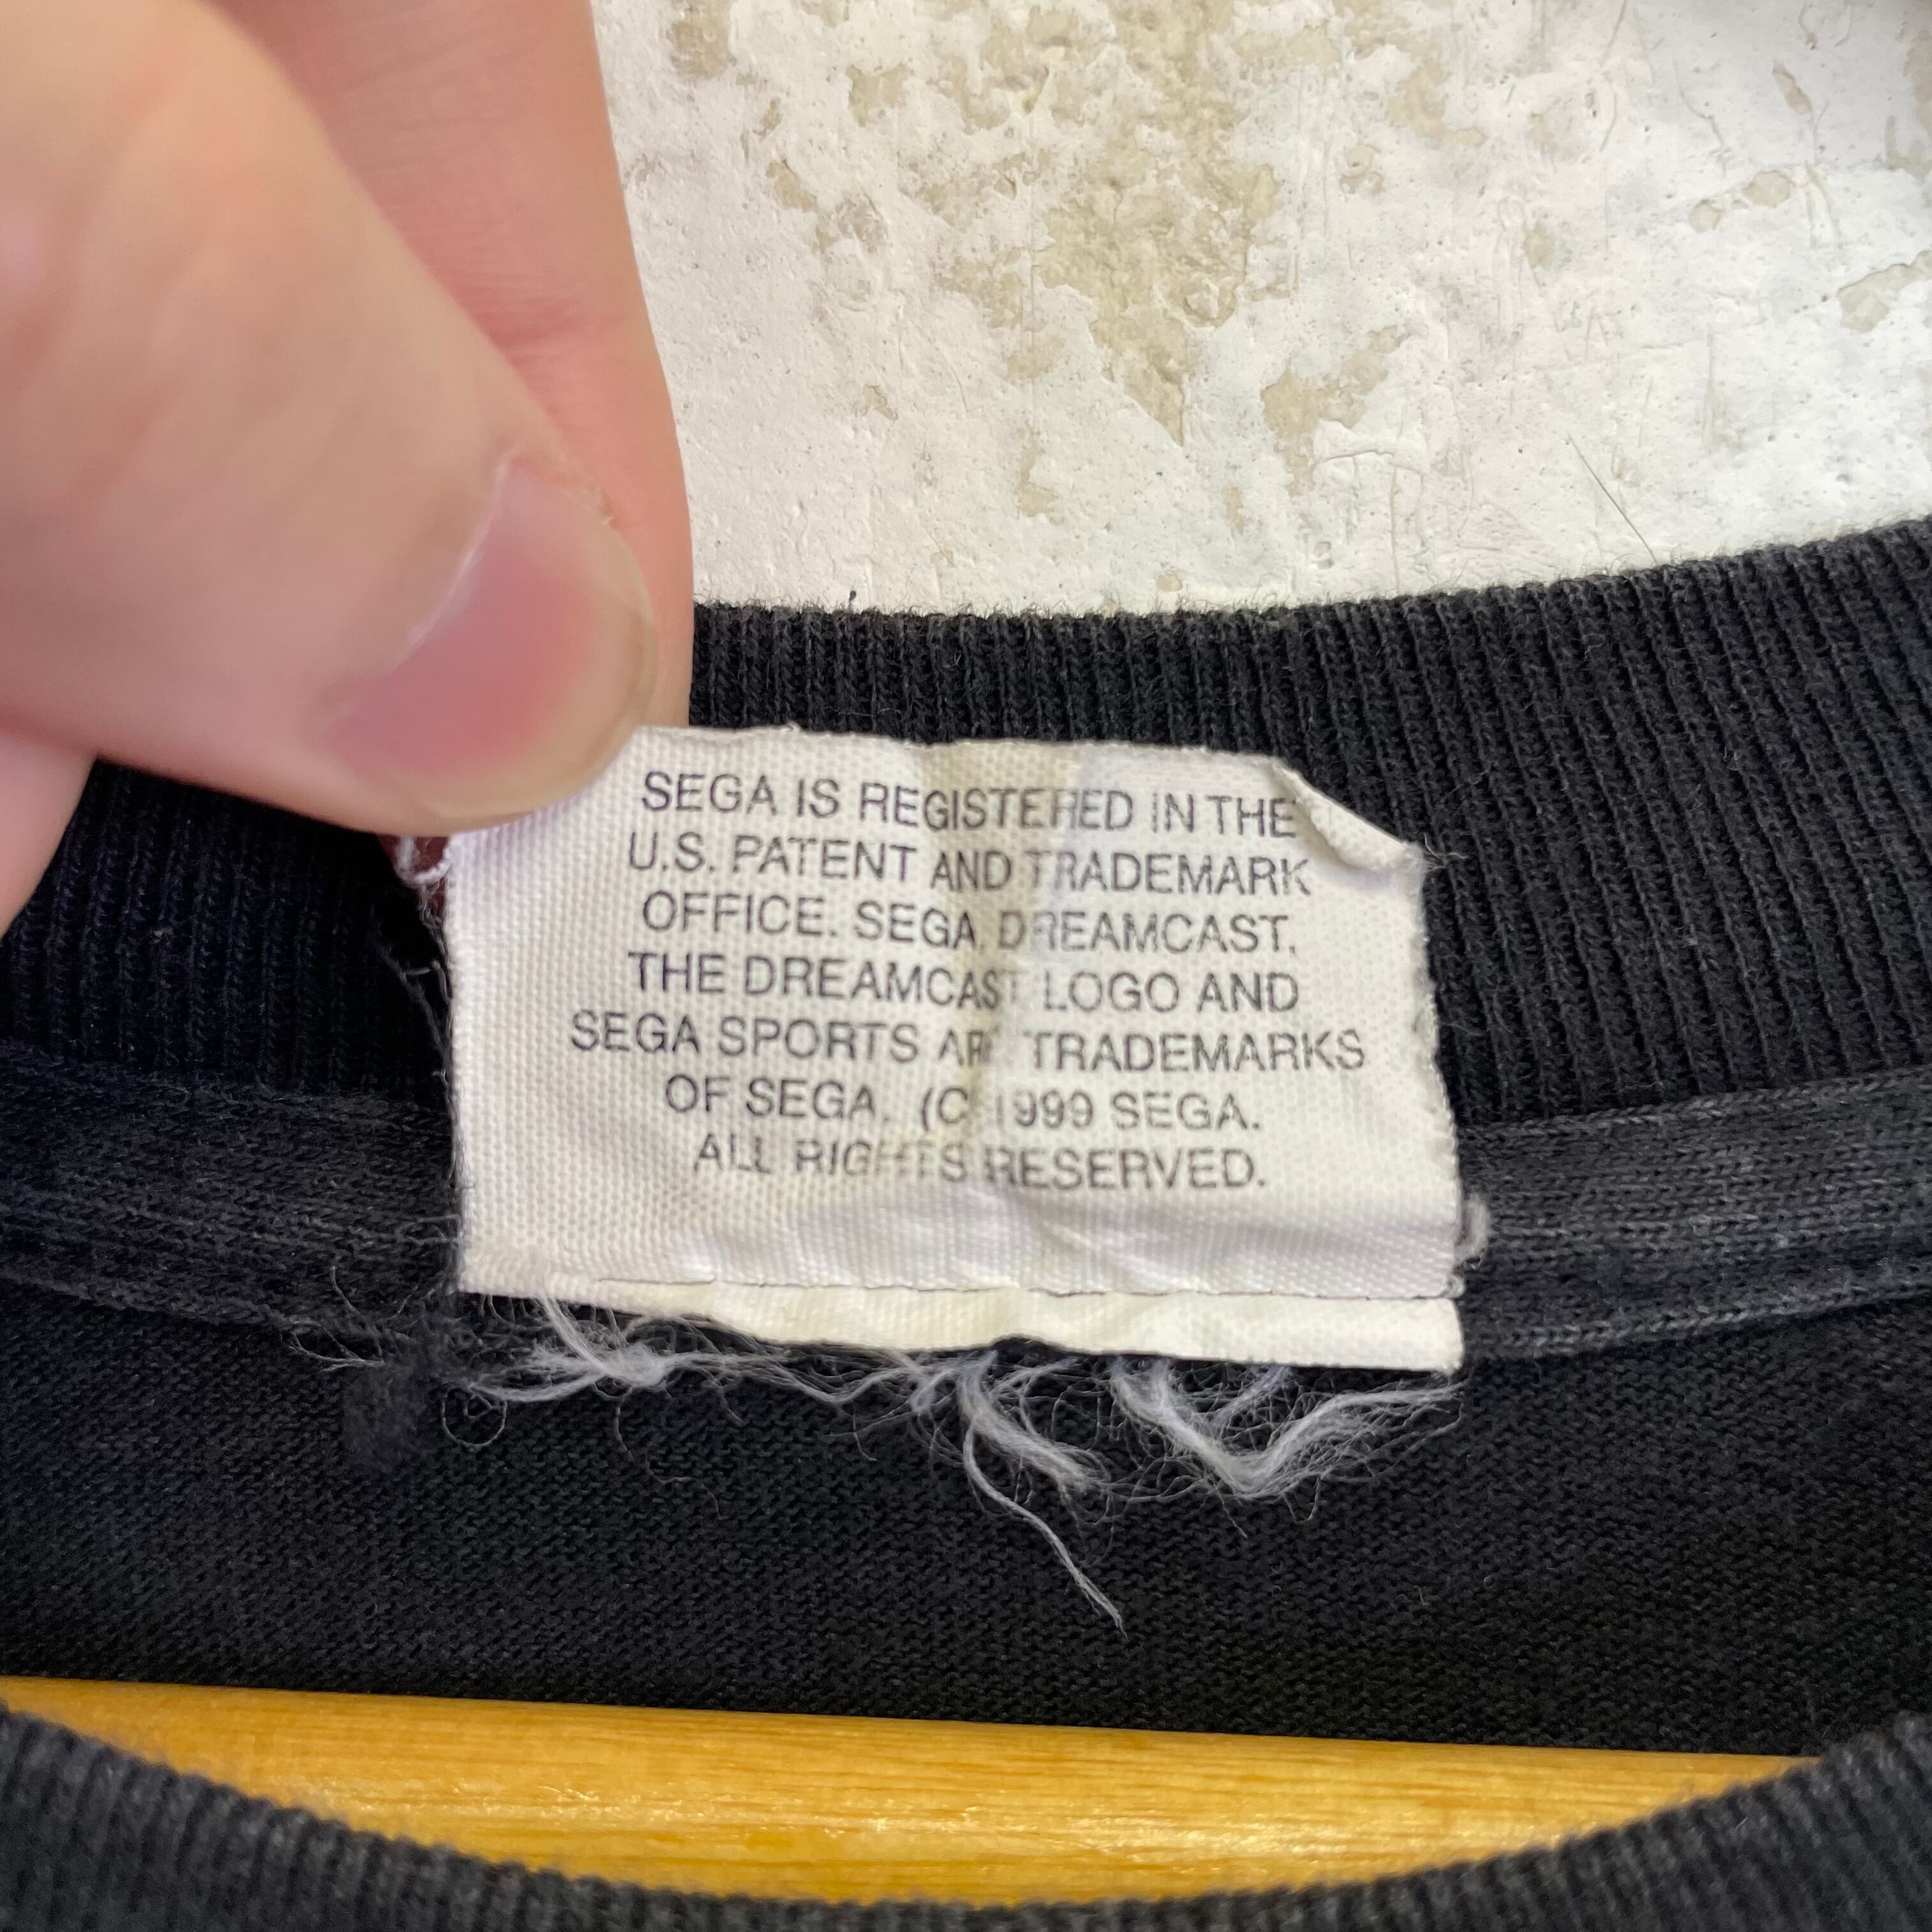 SEGA IS REGISTERED IN THE
U.S. PATENT AND TRADEMARK
OFFICE. SEGA, DREAMCAST,
THE DREAMCAST LOGO AND
SEGA SPORTS ARE TRADEMARKS
OF SEGA. (C) 1999 SEGA.
ALL RIGHTS RESERVED.